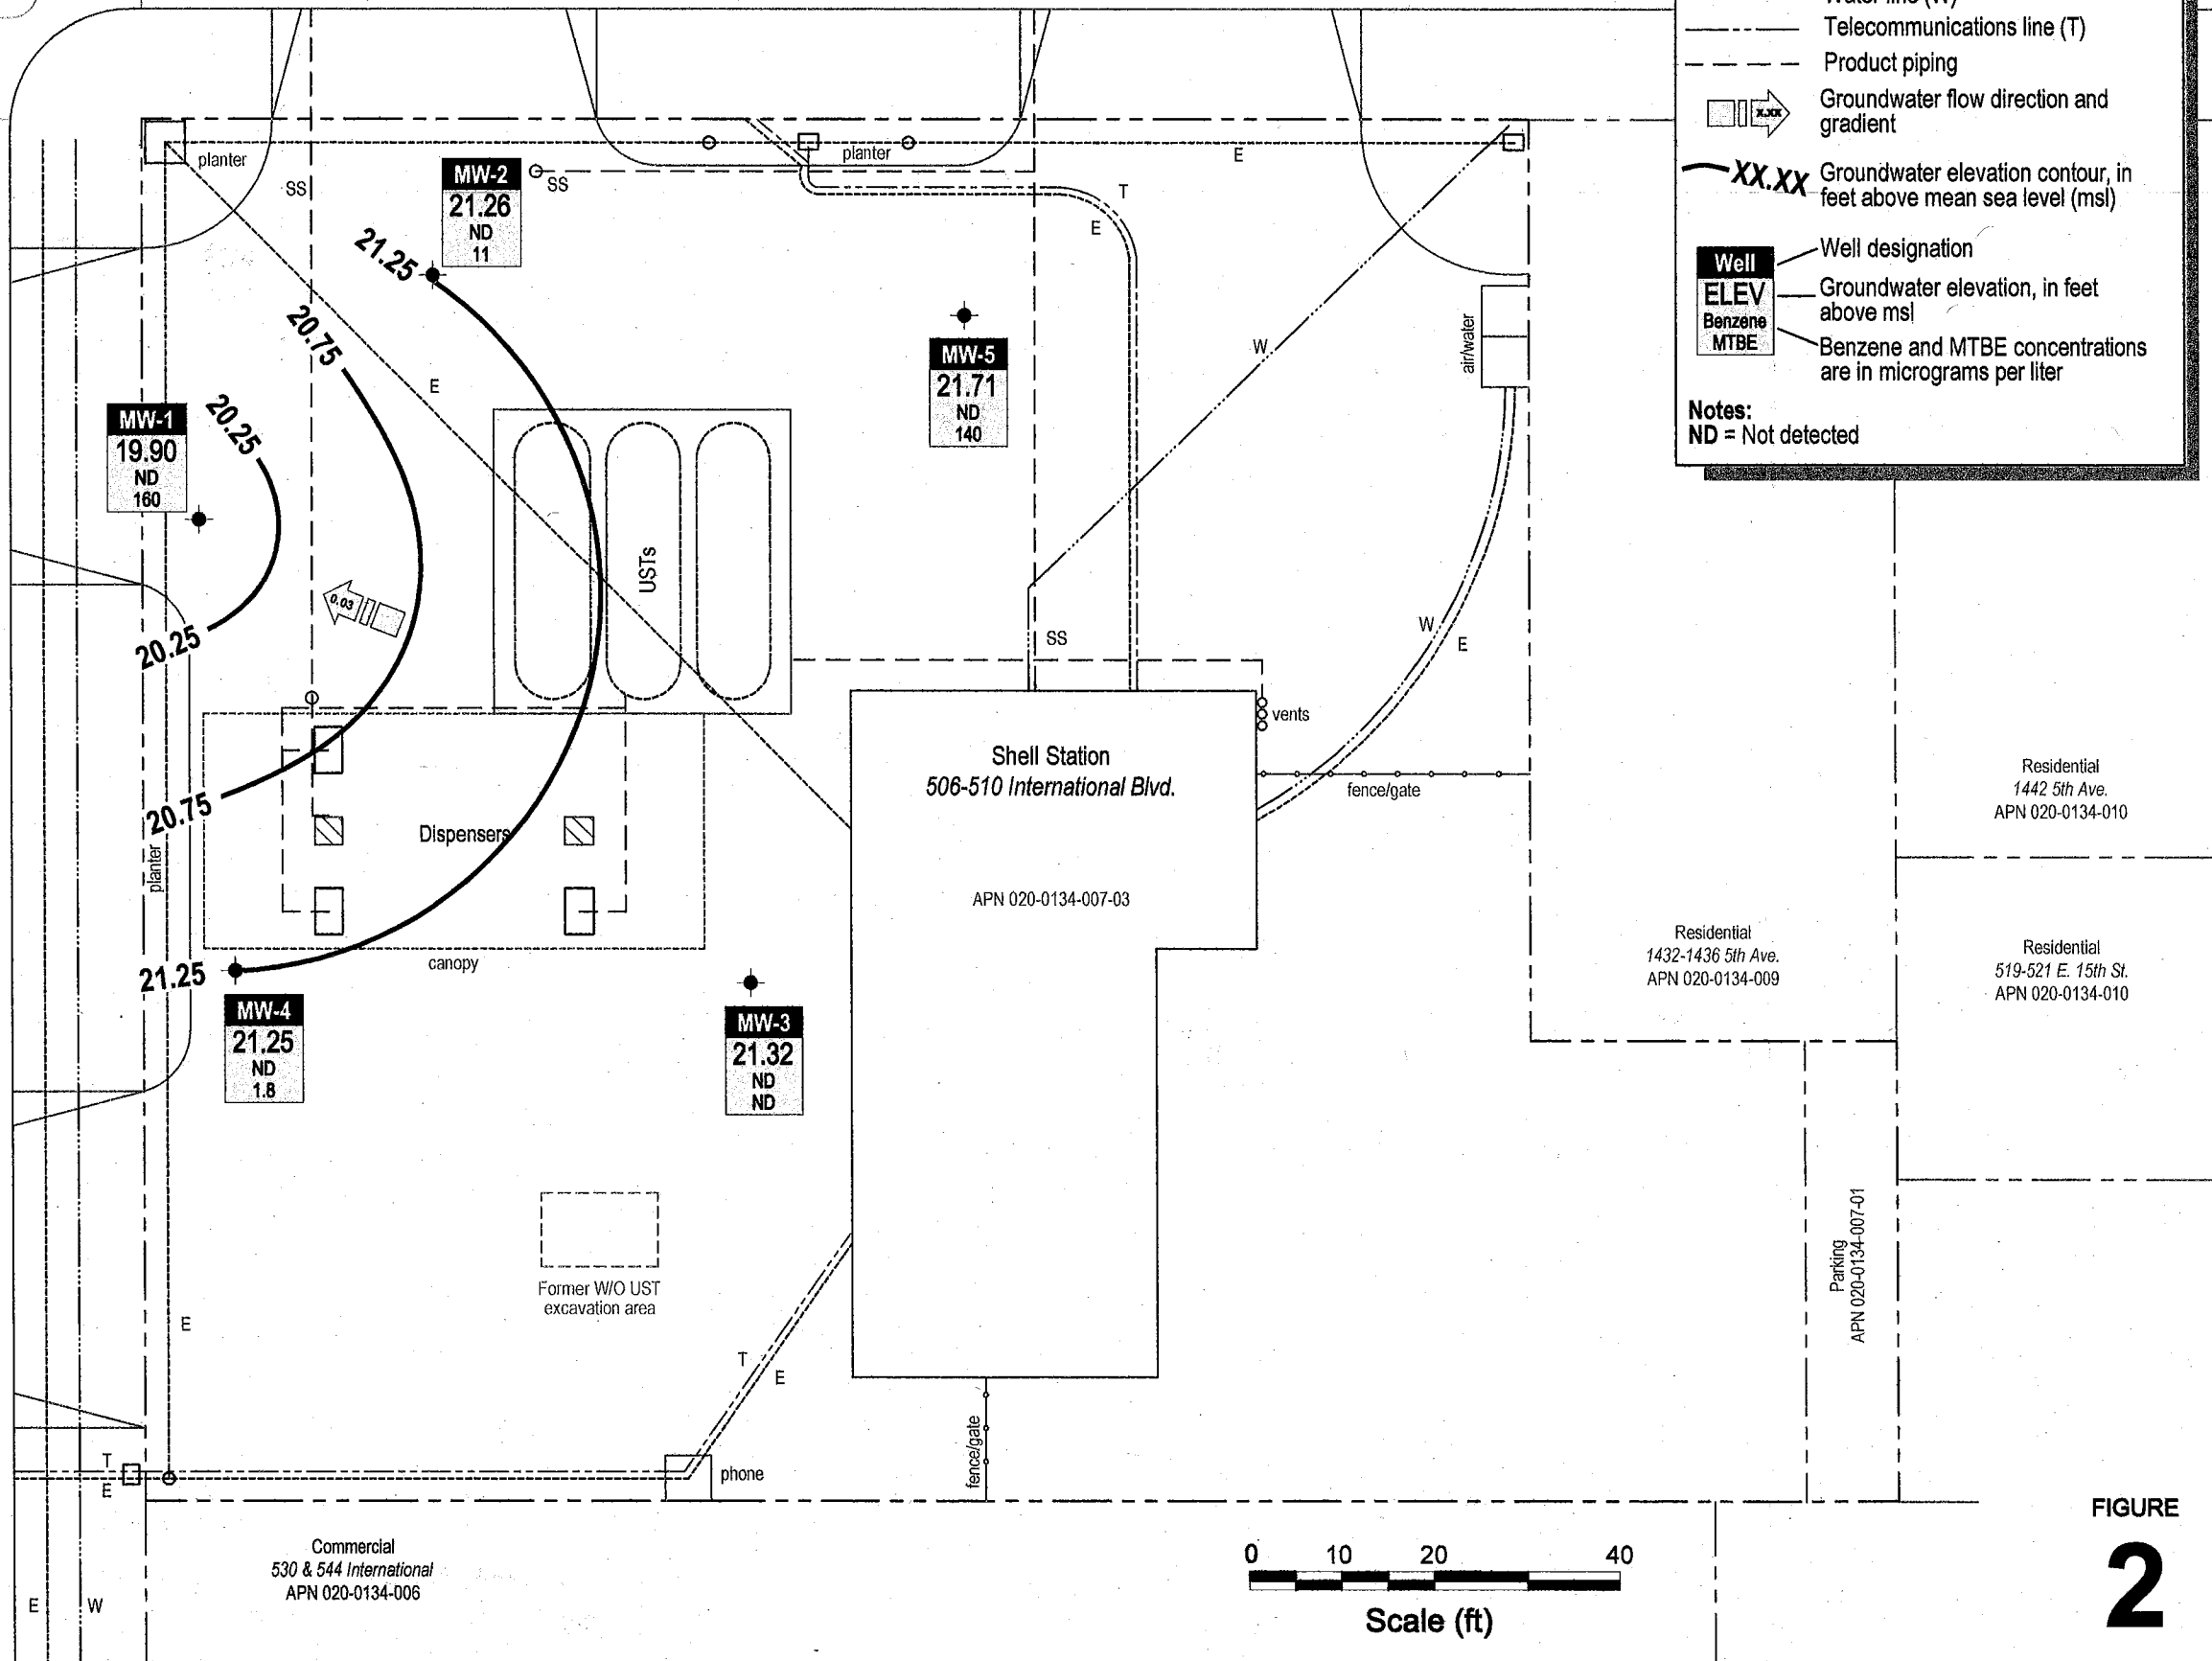 Water line (W)
Telecommunications line (T)
Product piping
X.XX
Groundwater flow direction and
gradient
XX.XX
Groundwater elevation contour, in
feet above mean sea level (msl)
Well
ELEV
Benzene
MTBE
Well designation
Groundwater elevation, in feet
above msl
Benzene and MTBE concentrations
are in micrograms per liter
Notes:
ND = Not detected
planter
SS
MW-2
21.26
ND
11
SS
planter
E
T
E
21.25
20.75
E
MW-5
21.71
ND
140
W
air/water
MW-1
19.90
ND
160
20.25
USTs
0.03
20.25
SS
W
E
vents
Shell Station
506-510 International Blvd.
fence/gate
APN 020-0134-007-03
20.75
planter
Dispensers
canopy
21.25
MW-4
21.25
ND
1.8
MW-3
21.32
ND
ND
Residential
1442 5th Ave.
APN 020-0134-010
Residential
1432-1436 5th Ave.
APN 020-0134-009
Residential
519-521 E. 15th St.
APN 020-0134-010
Former W/O UST
excavation area
E
T
E
Parking
APN 020-0134-007-01
fence/gate
T
E
phone
Commercial
530 & 544 International
APN 020-0134-006
E
W
0 10 20 40
Scale (ft)
FIGURE
2